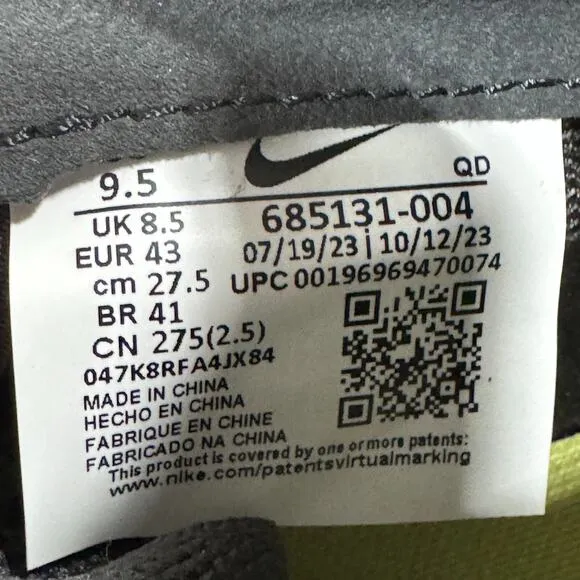 9.5
QD
UK 8.5
685131-004
EUR 43
07/19/23 | 10/12/23
cm 27.5
UPC 00196969470074
BR 41
CN 275(2.5)
047K8RFA4JX84
MADE IN CHINA
HECHO EN CHINA
FABRIQUE EN CHINE
FABRICADO NA CHINA
This product is covered by one or more patents:
www.nike.com/patentsvirtualmarking